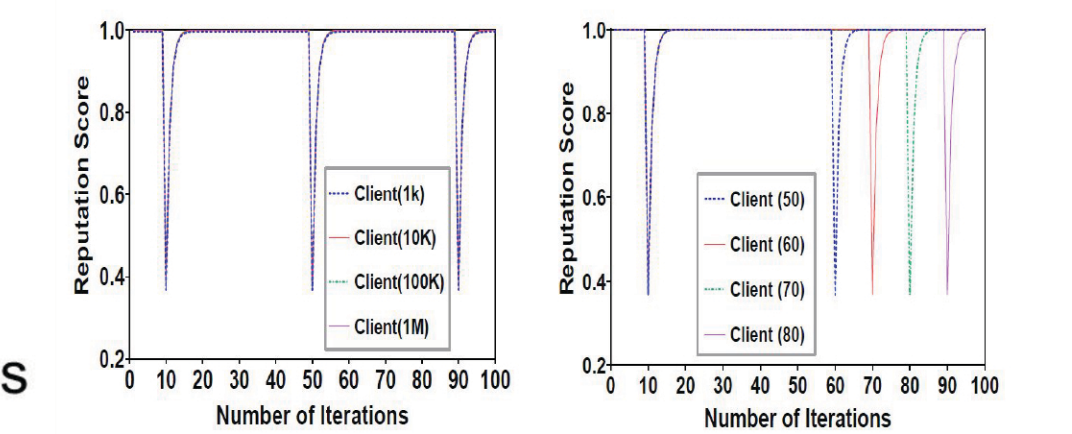 1.0
0.8
0.6
0.4
0.2
Reputation Score
0 10 20 30 40 50 60 70 80 90 100
Number of Iterations
Client(1k)
Client(10K)
Client(100K)
Client(1M)
s
1.0
0.8
0.6
0.4
0.2
Reputation Score
0 10 20 30 40 50 60 70 80 90 100
Number of Iterations
Client (50)
Client (60)
Client (70)
Client (80)